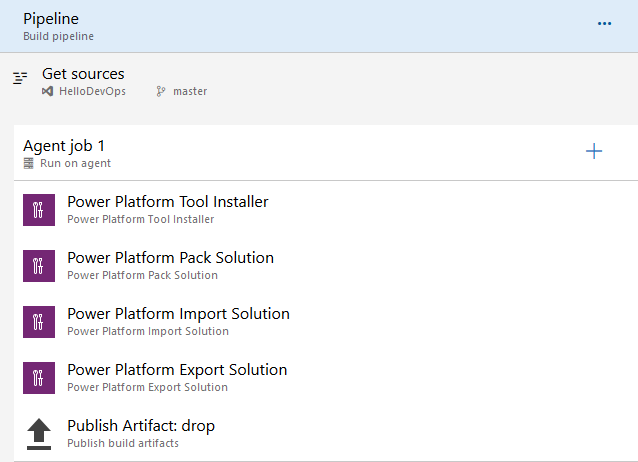 Pipeline
Build pipeline
Get sources
HelloDevOps master
Agent job 1
Run on agent
Power Platform Tool Installer
Power Platform Tool Installer
Power Platform Pack Solution
Power Platform Pack Solution
Power Platform Import Solution
Power Platform Import Solution
Power Platform Export Solution
Power Platform Export Solution
Publish Artifact: drop
Publish build artifacts